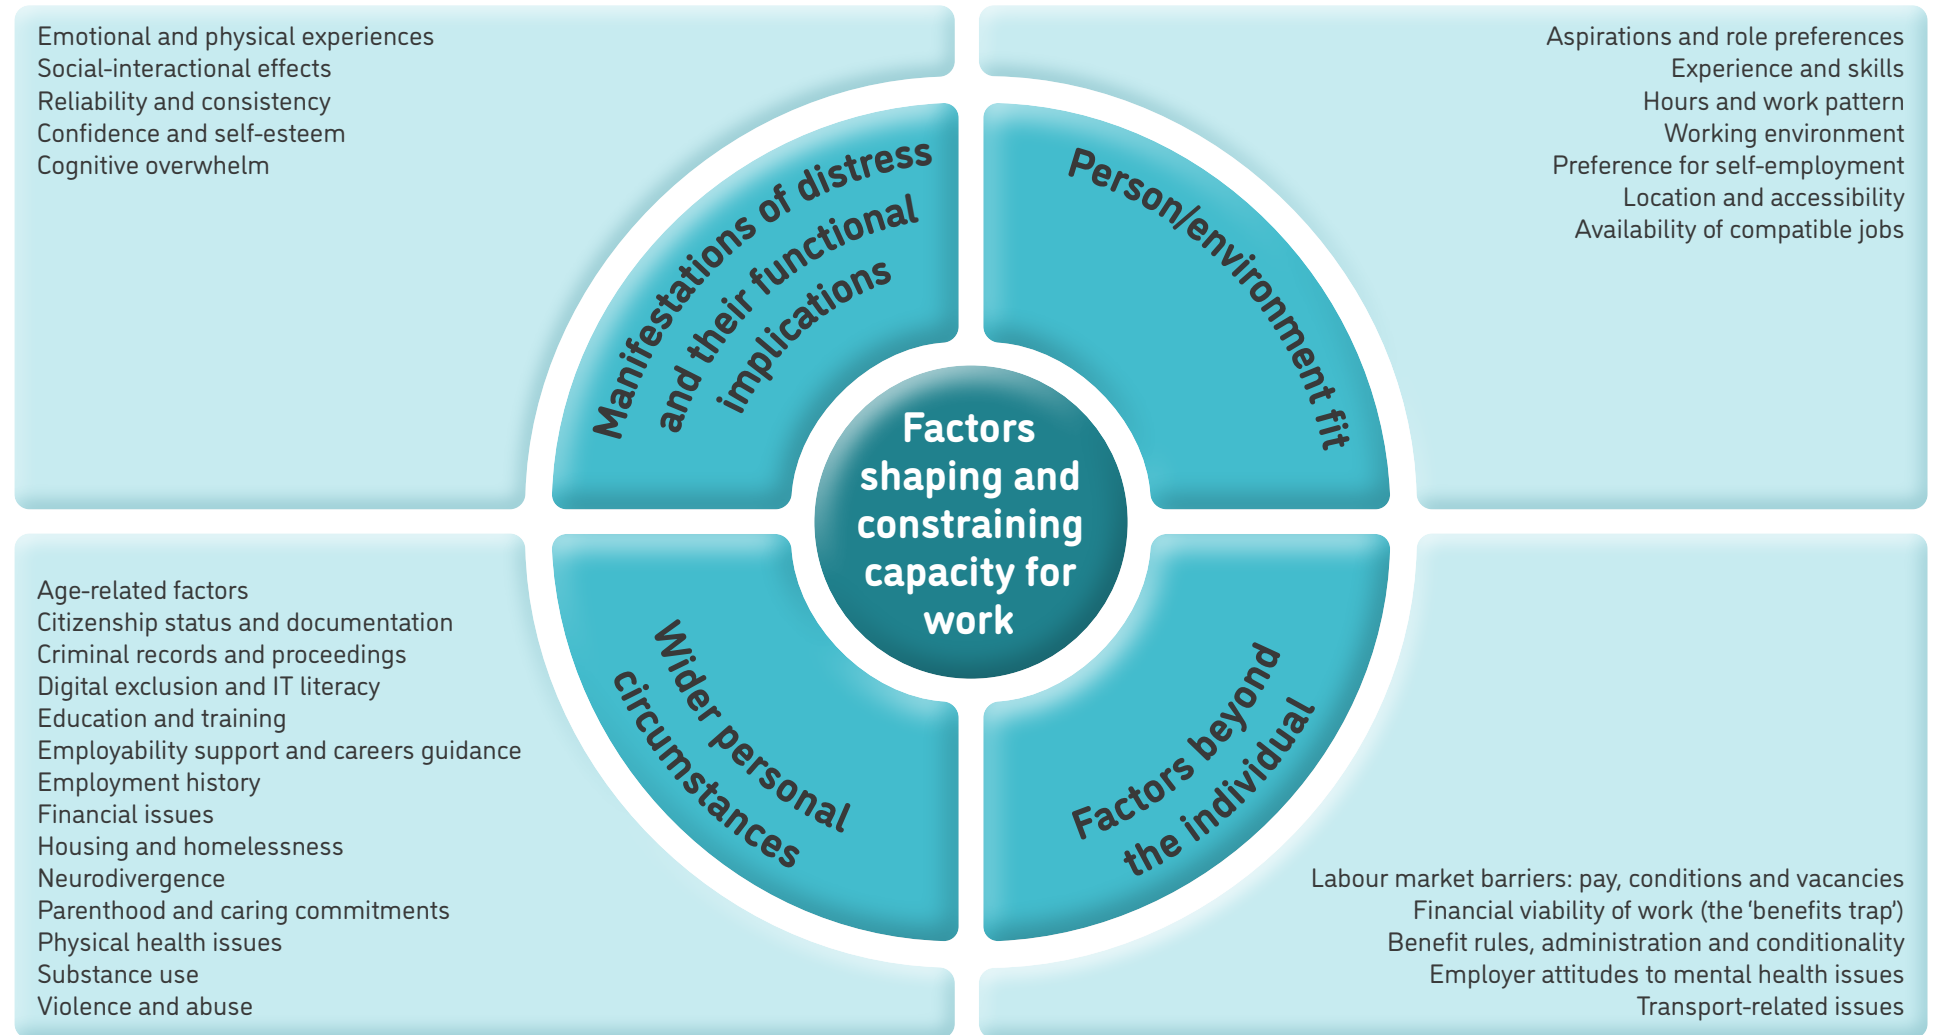 Emotional and physical experiences
Social-interactional effects
Reliability and consistency
Confidence and self-esteem
Cognitive overwhelm
Aspirations and role preferences
Experience and skills
Hours and work pattern
Working environment
Preference for self-employment
Location and accessibility
Availability of compatible jobs
Manifestations of distress
and their functional
implications
Person/environment fit
Factors
shaping and
constraining
capacity for
work
Wider personal
circumstances
Factors beyond
the individual
Age-related factors
Citizenship status and documentation
Criminal records and proceedings
Digital exclusion and IT literacy
Education and training
Employability support and careers guidance
Employment history
Financial issues
Housing and homelessness
Neurodivergence
Parenthood and caring commitments
Physical health issues
Substance use
Violence and abuse
Labour market barriers: pay, conditions and vacancies
Financial viability of work (the ‘benefits trap’)
Benefit rules, administration and conditionality
Employer attitudes to mental health issues
Transport-related issues